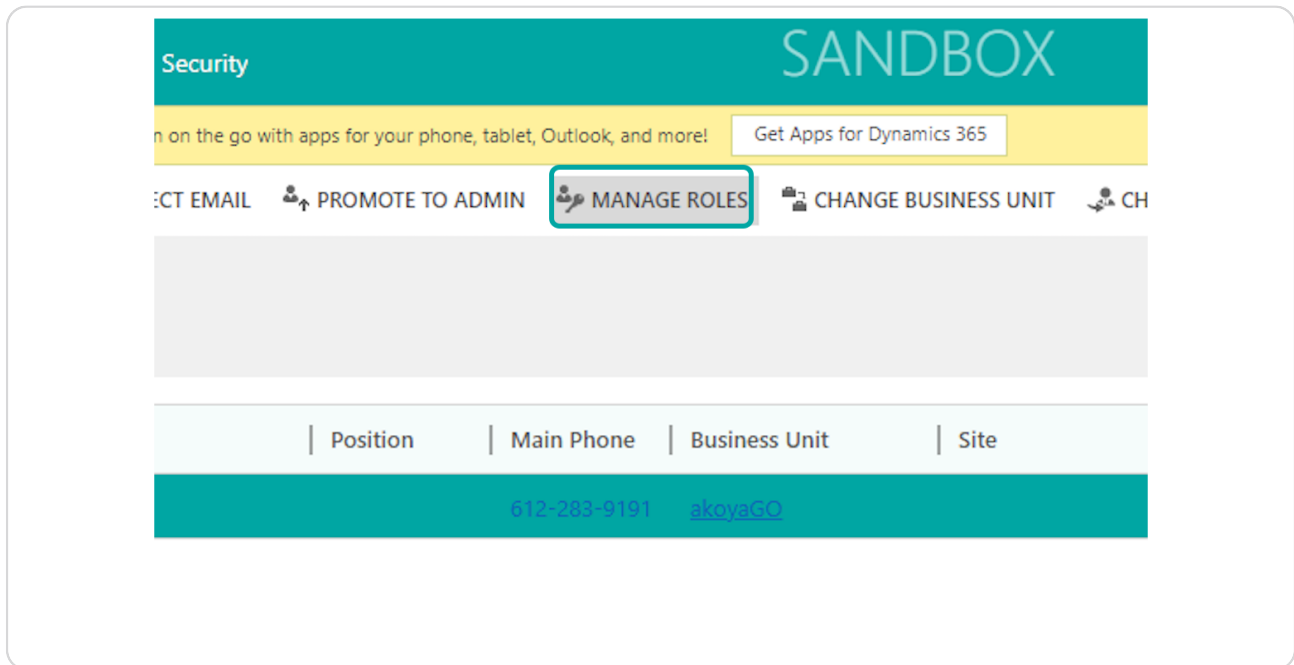 Security
SANDBOX
on the go with apps for your phone, tablet, Outlook, and more!
Get Apps for Dynamics 365
EMAIL
PROMOTE TO ADMIN
MANAGE ROLES
CHANGE BUSINESS UNIT
Position
Main Phone
Business Unit
Site
612-283-9191
akoyaGO